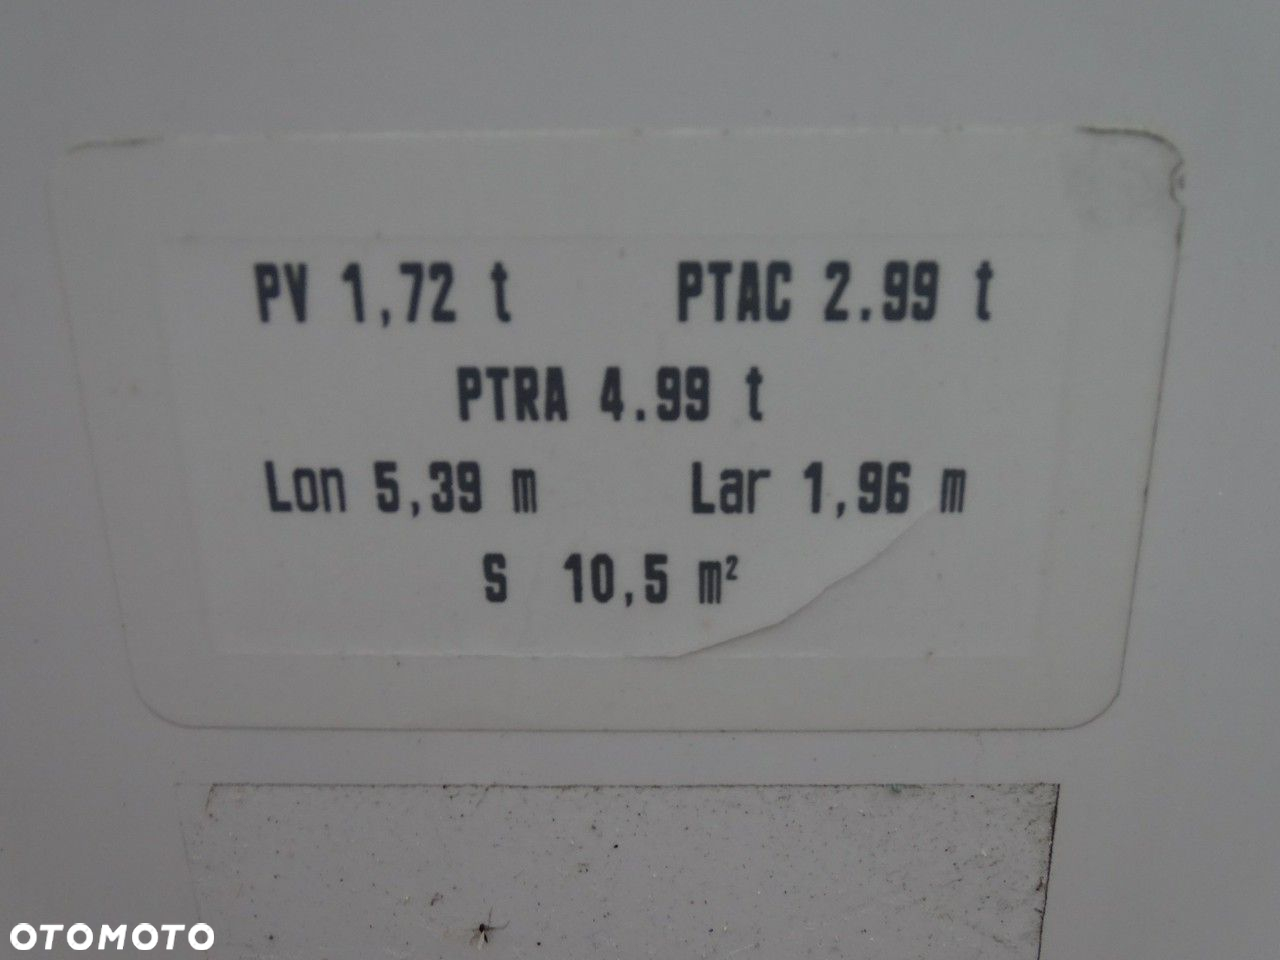 PV 1,72 t PTAC 2.99 t
PTRA 4.99 t
Lon 5,39 m Lar 1,96 m
S 10,5 m²
OTOMOTO